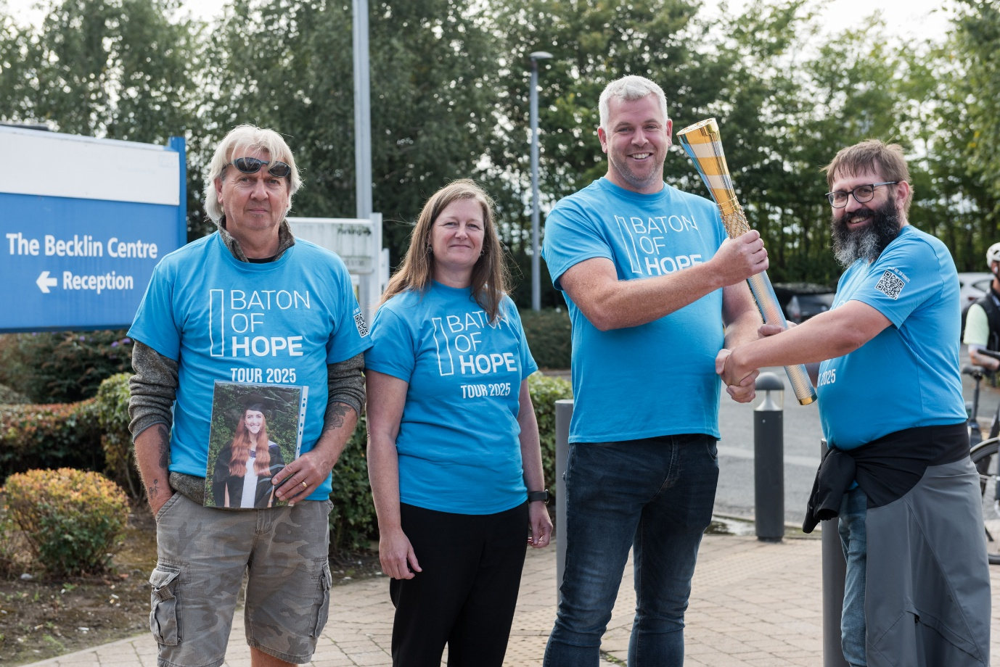 The Becklin Centre
Reception
BATON
OF
HOPE
TOUR 2025
BATON
OF
HOPE
TOUR 2025
BATON
OF
HOPE
2025